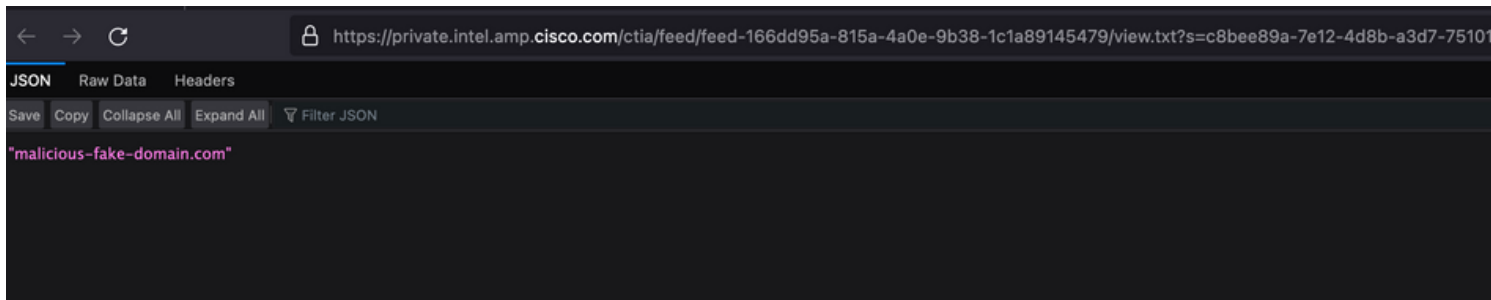 https://private.intel.amp.cisco.com/ctia/feed/feed-166dd95a-815a-4a0e-9b38-1c1a89145479/view.txt?s=c8bee89a-7e12-4d8b-a3d7-75101
JSON Raw Data Headers
Save Copy Collapse All Expand All Filter JSON
"malicious-fake-domain.com"